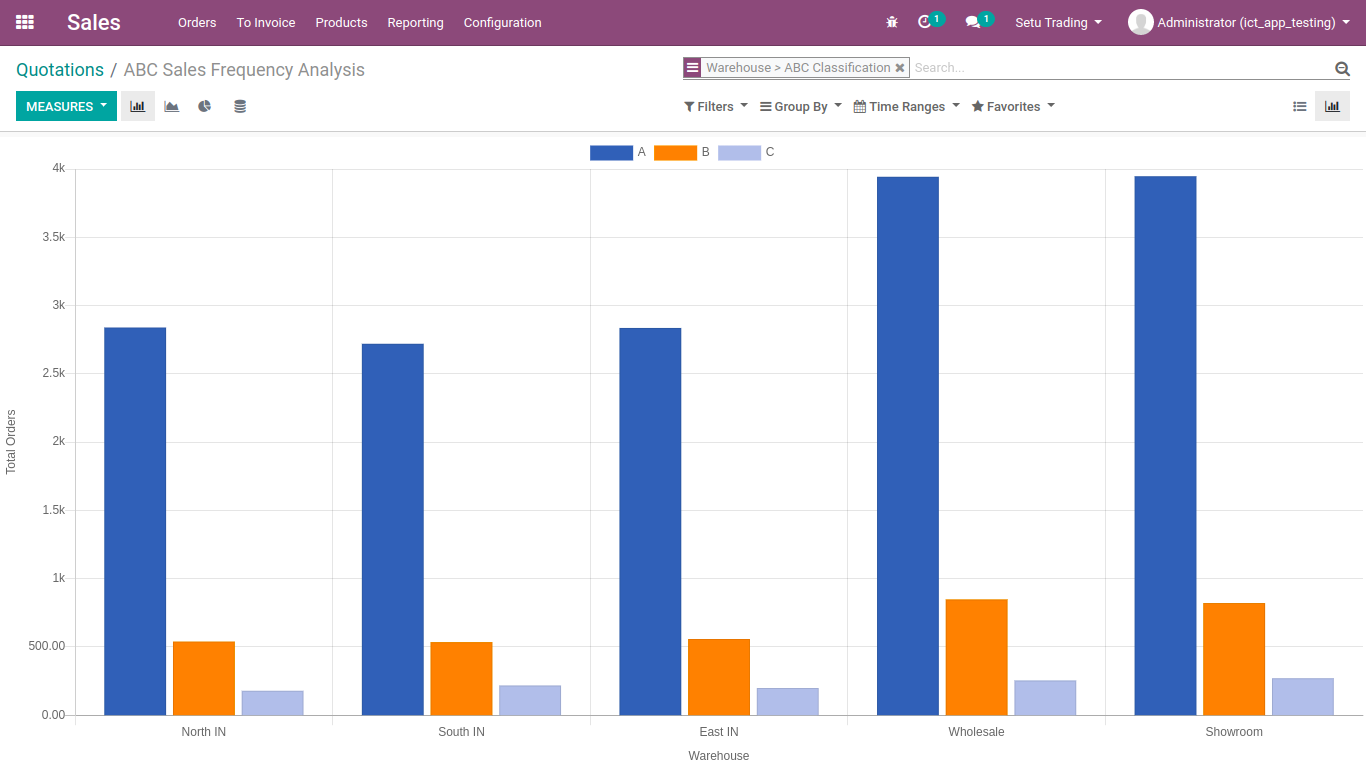 Sales Orders To Invoice Products Reporting Configuration 1 1 Setu Trading Administrator (ict_app_testing)
Quotations / ABC Sales Frequency Analysis
Warehouse > ABC Classification Search...
MEASURES Filters Group By Time Ranges Favorites
A B C
4k
3.5k
3k
2.5k
2k
1.5k
1k
500.00
0.00
Total Orders
North IN South IN East IN Wholesale Showroom
Warehouse